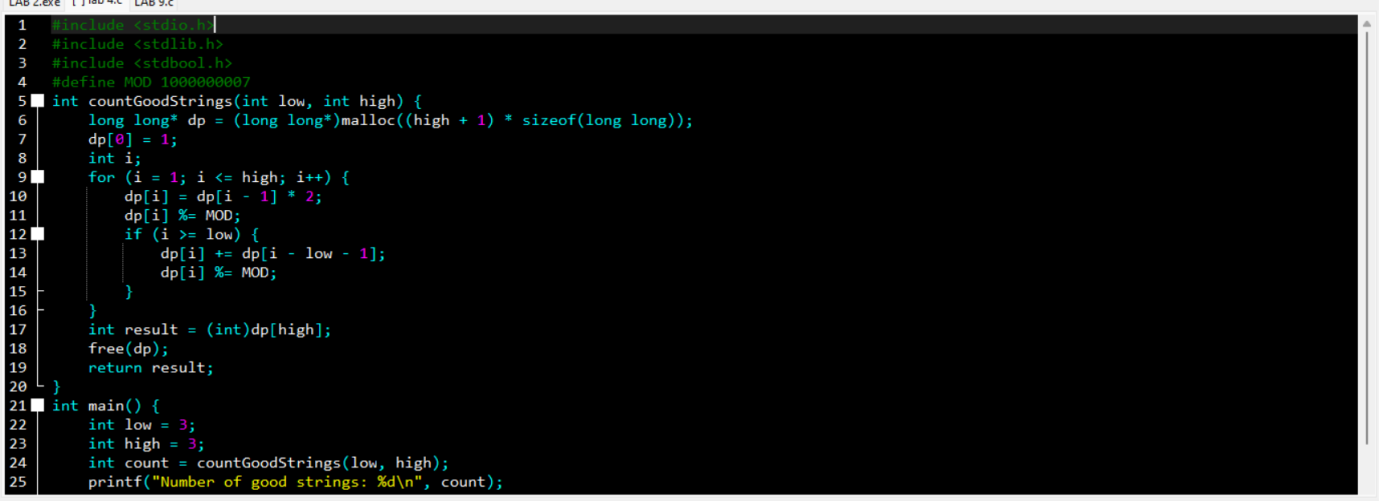 LAB 2.exe [*] lab 4.c LAB 9.c
1 #include <stdio.h>
2 #include <stdlib.h>
3 #include <stdbool.h>
4 #define MOD 1000000007
5 int countGoodStrings(int low, int high) {
6 long long* dp = (long long*)malloc((high + 1) * sizeof(long long));
7 dp[0] = 1;
8 int i;
9 for (i = 1; i <= high; i++) {
10 dp[i] = dp[i - 1] * 2;
11 dp[i] %= MOD;
12 if (i >= low) {
13 dp[i] += dp[i - low - 1];
14 dp[i] %= MOD;
15 }
16 }
17 int result = (int)dp[high];
18 free(dp);
19 return result;
20 }
21 int main() {
22 int low = 3;
23 int high = 3;
24 int count = countGoodStrings(low, high);
25 printf("Number of good strings: %d\n", count);